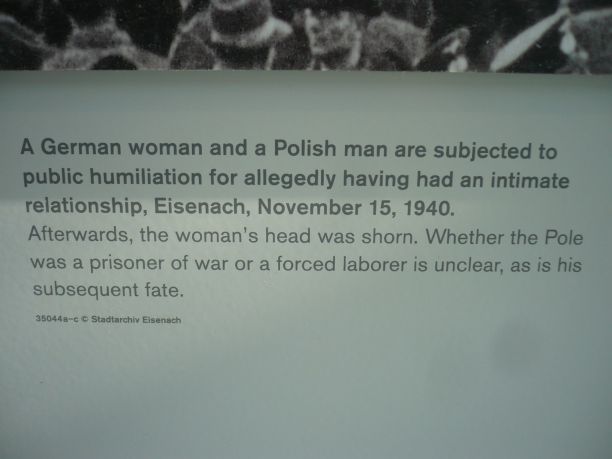 A German woman and a Polish man are subjected to
public humiliation for allegedly having had an intimate
relationship, Eisenach, November 15, 1940.
Afterwards, the woman's head was shorn. Whether the Pole
was a prisoner of war or a forced laborer is unclear, as is his
subsequent fate.
35044a–c © Stadtarchiv Eisenach